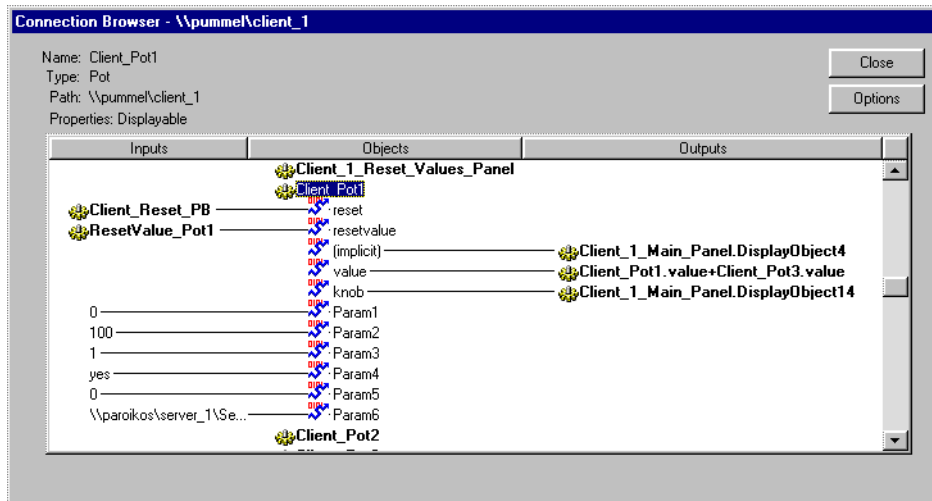 Connection Browser - \\pummel\client_1
Name: Client_Pot1
Close
Type: Pot
Path: \\pummel\client_1
Options
Properties: Displayable
Inputs Objects Outputs
Client_1_Reset_Values_Panel
Client_Pot1
Client_Reset_PB reset
ResetValue_Pot1 resetvalue
(implicit) Client_1_Main_Panel.DisplayObject4
value Client_Pot1.value+Client_Pot3.value
knob Client_1_Main_Panel.DisplayObject14
0 Param1
100 Param2
1 Param3
yes Param4
0 Param5
\\paroikos\server_1\Se... Param6
Client_Pot2